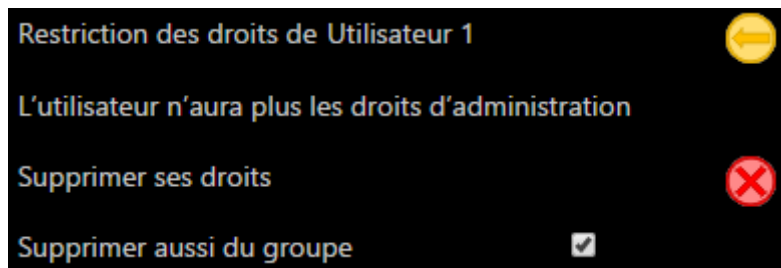 Restriction des droits de Utilisateur 1
L’utilisateur n’aura plus les droits d’administration
Supprimer ses droits
Supprimer aussi du groupe